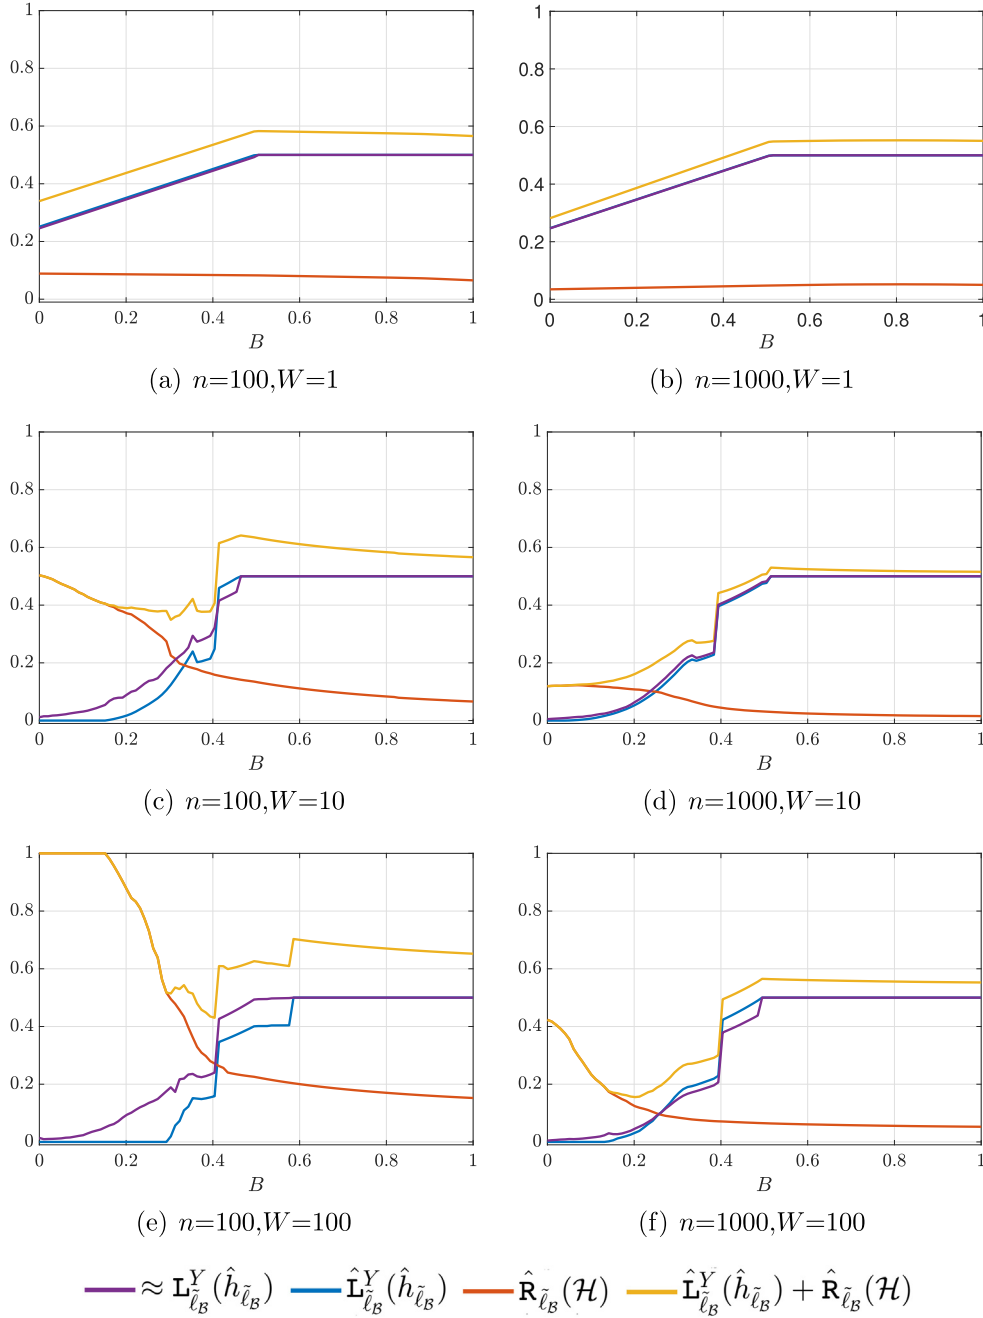 1
0.8
0.6
0.4
0.2
0
0 0.2 0.4 0.6 0.8 1
B
(a) n=100,W=1
1
0.8
0.6
0.4
0.2
0
0 0.2 0.4 0.6 0.8 1
B
(b) n=1000,W=1
1
0.8
0.6
0.4
0.2
0
0 0.2 0.4 0.6 0.8 1
B
(c) n=100,W=10
1
0.8
0.6
0.4
0.2
0
0 0.2 0.4 0.6 0.8 1
B
(d) n=1000,W=10
1
0.8
0.6
0.4
0.2
0
0 0.2 0.4 0.6 0.8 1
B
(e) n=100,W=100
1
0.8
0.6
0.4
0.2
0
0 0.2 0.4 0.6 0.8 1
B
(f) n=1000,W=100
≈ L^Y_{ℓ̃_B}(ĥ_{ℓ̃_B}) L̂^Y_{ℓ̃_B}(ĥ_{ℓ̃_B}) R̂_{ℓ̃_B}(ℋ) L̂^Y_{ℓ̃_B}(ĥ_{ℓ̃_B}) + R̂_{ℓ̃_B}(ℋ)